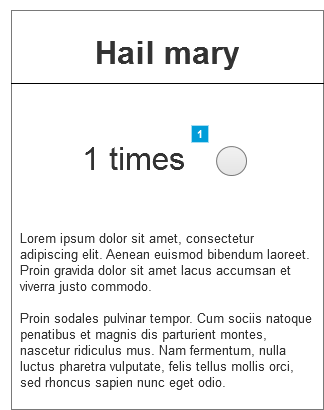 Hail mary
1 times
1
Lorem ipsum dolor sit amet, consectetur
adipiscing elit. Aenean euismod bibendum laoreet.
Proin gravida dolor sit amet lacus accumsan et
viverra justo commodo.
Proin sodales pulvinar tempor. Cum sociis natoque
penatibus et magnis dis parturient montes,
nascetur ridiculus mus. Nam fermentum, nulla
luctus pharetra vulputate, felis tellus mollis orci,
sed rhoncus sapien nunc eget odio.